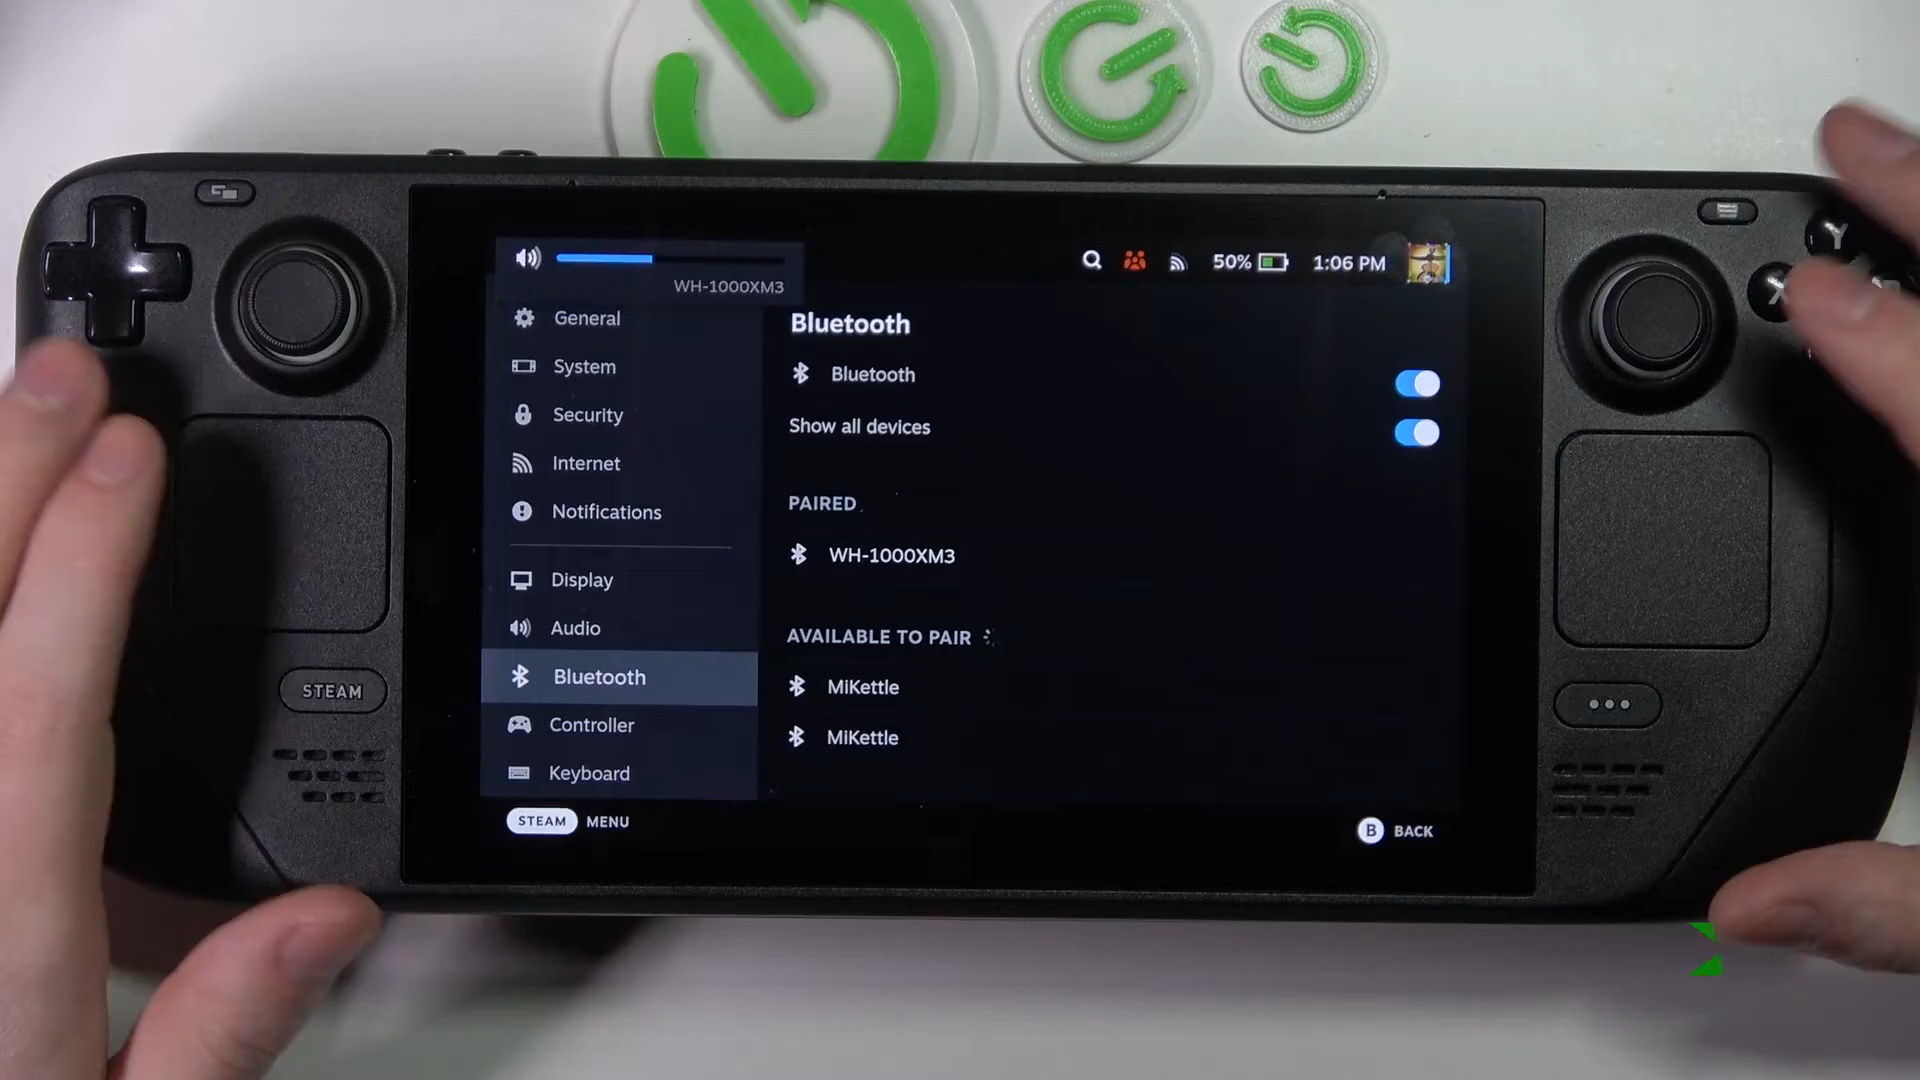 WH-1000XM3
50%
1:06 PM
General
System
Security
Internet
Notifications
Display
Audio
Bluetooth
Controller
Keyboard
Bluetooth
Bluetooth
Show all devices
PAIRED
WH-1000XM3
AVAILABLE TO PAIR
MiKettle
MiKettle
STEAM MENU
B BACK
STEAM
Y
X